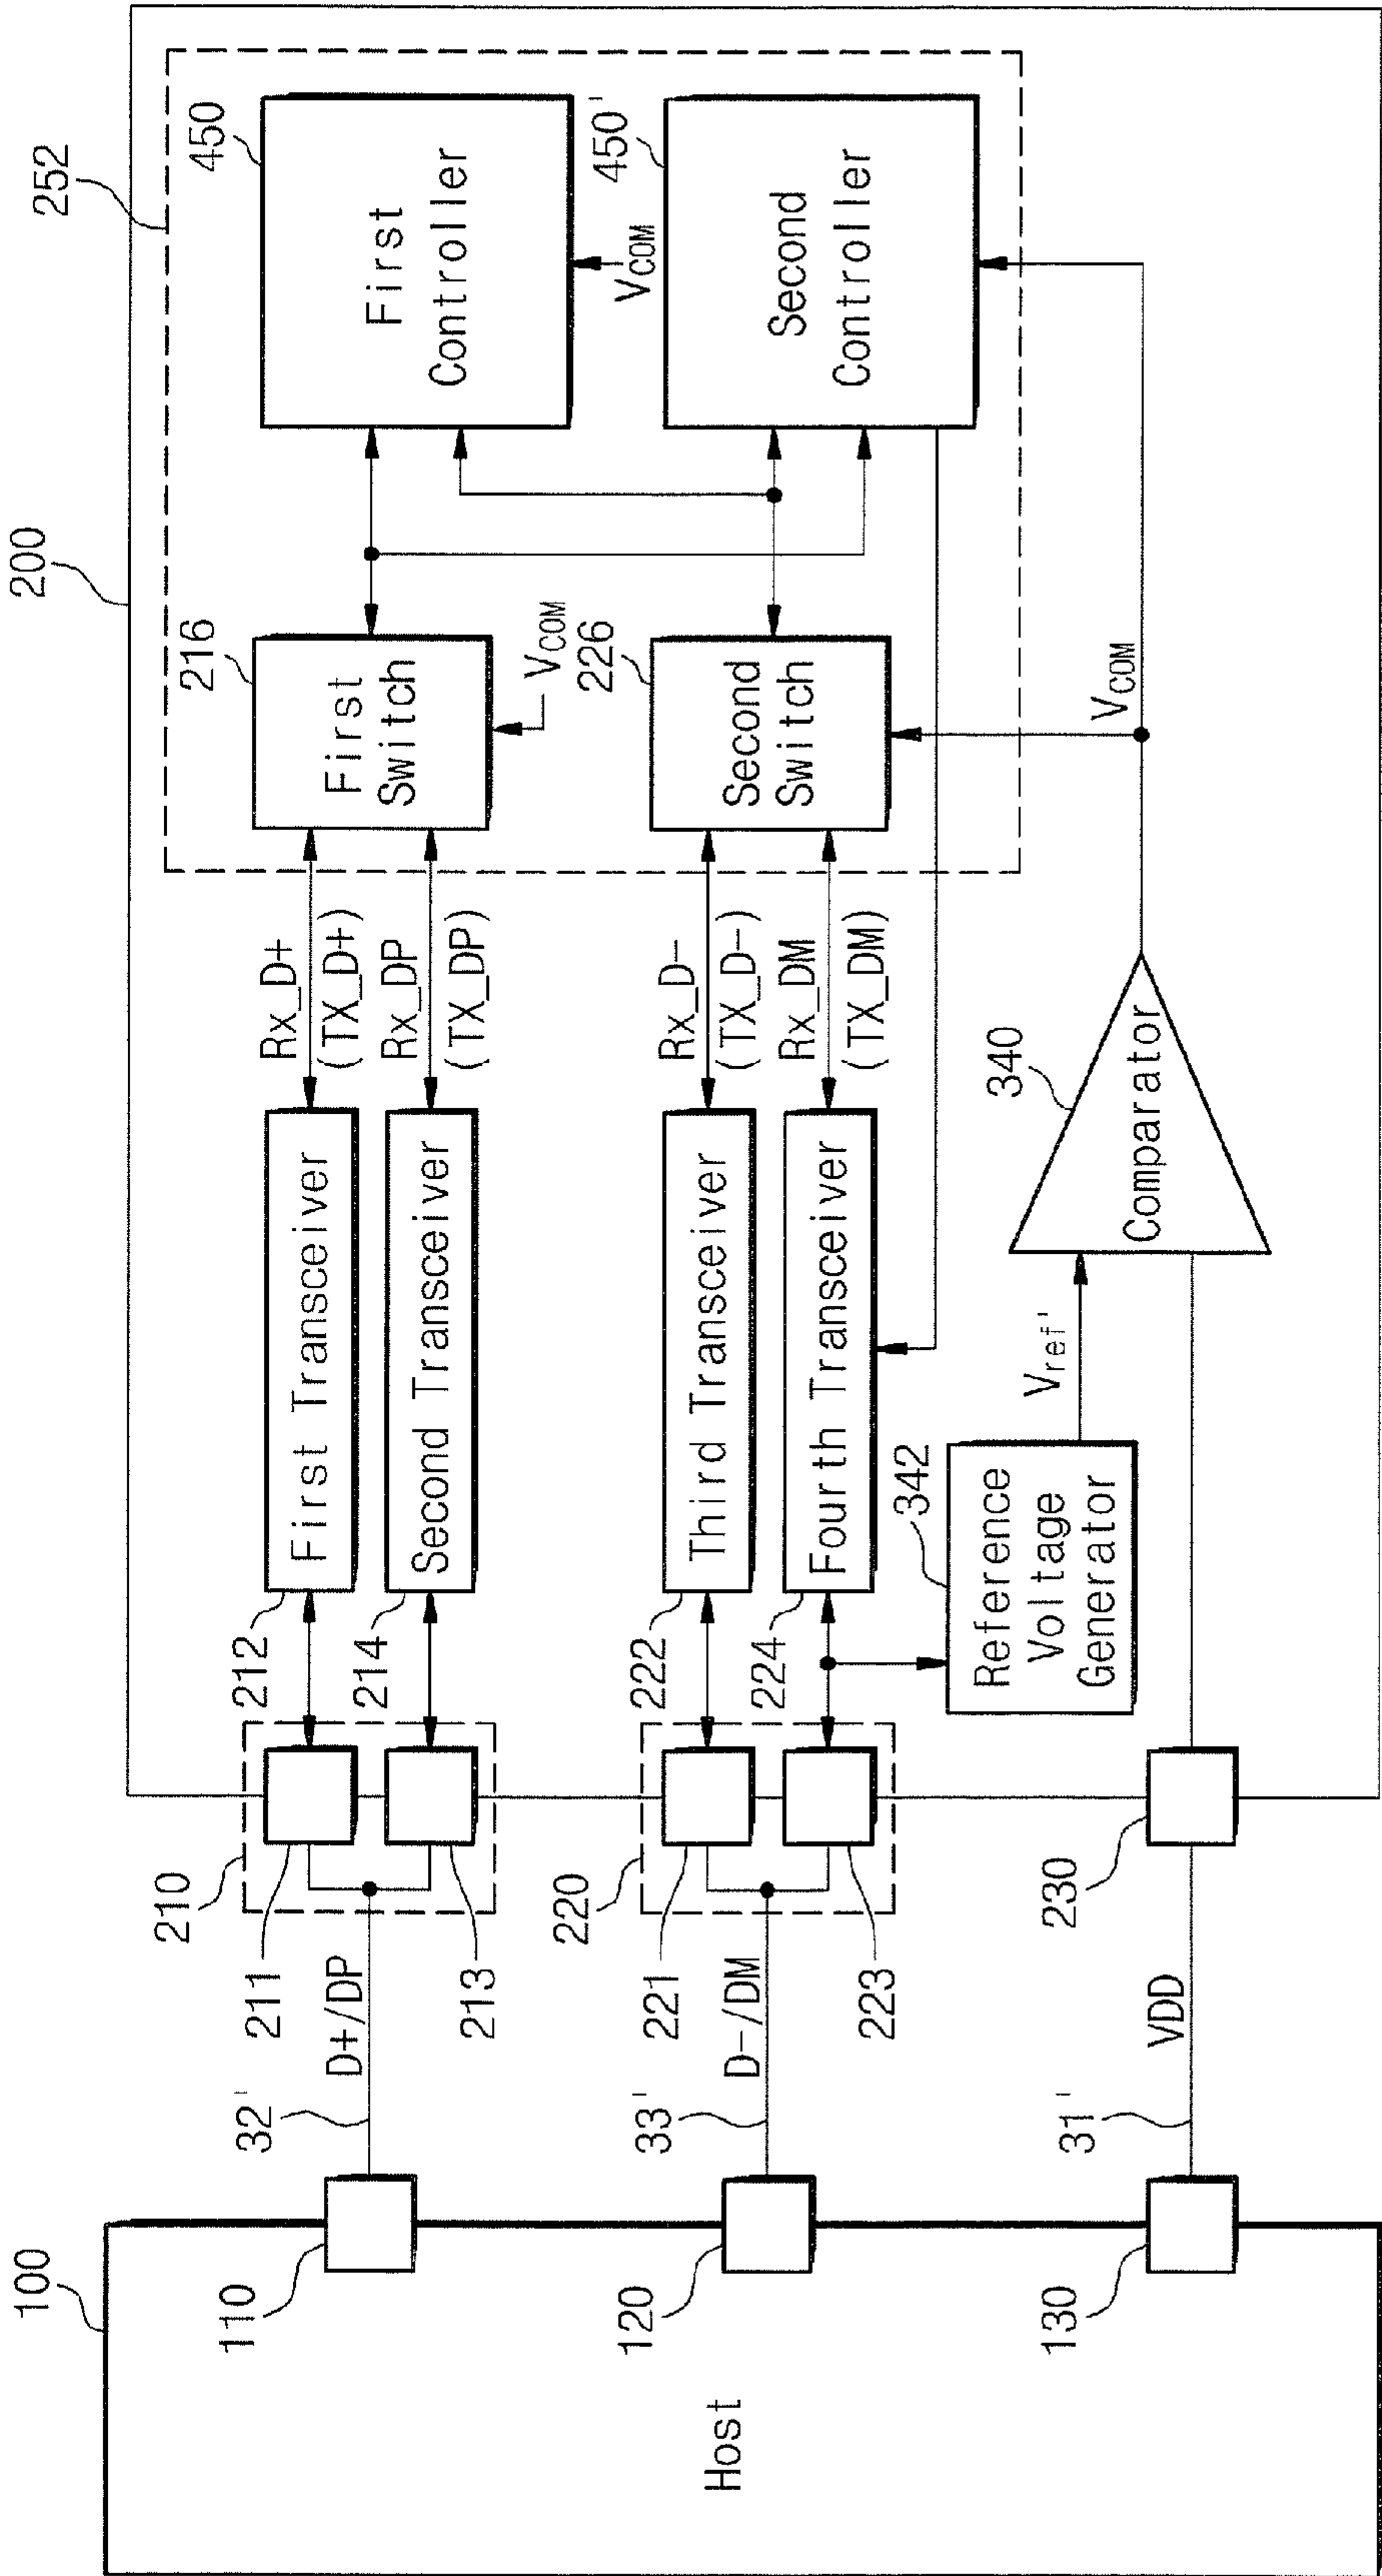 100
Host
110
120
130
32'
D+/DP
33'
D-/DM
31'
VDD
200
210
211
213
220
221
223
230
212
First Transceiver
214
Second Transceiver
222
Third Transceiver
224
Fourth Transceiver
342
Reference
Voltage
Generator
Vref'
340
Comparator
Rx_D+
(TX_D+)
Rx_DP
(TX_DP)
Rx_D-
(TX_D-)
Rx_DM
(TX_DM)
VCOM
252
216
First
Switch
VCOM
226
Second
Switch
450
First
Controller
VCOM
450'
Second
Controller